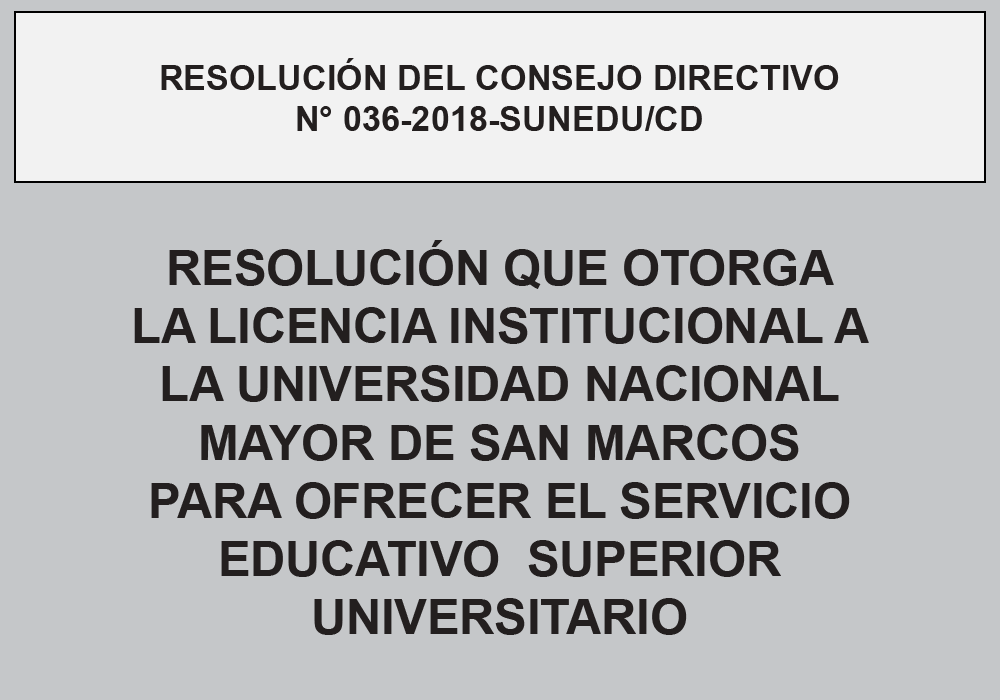 RESOLUCIÓN DEL CONSEJO DIRECTIVO
N° 036-2018-SUNEDU/CD
RESOLUCIÓN QUE OTORGA
LA LICENCIA INSTITUCIONAL A
LA UNIVERSIDAD NACIONAL
MAYOR DE SAN MARCOS
PARA OFRECER EL SERVICIO
EDUCATIVO  SUPERIOR
UNIVERSITARIO